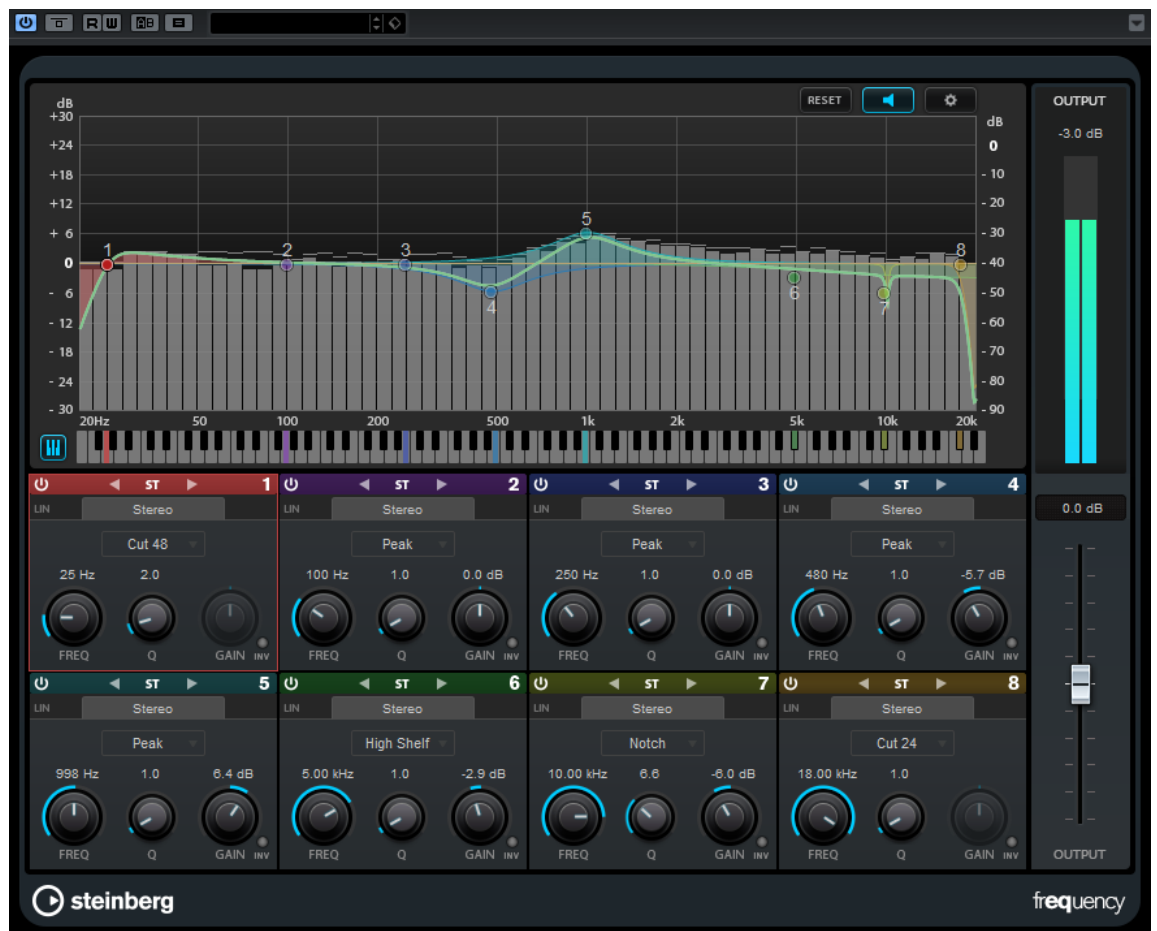 R W AB
RESET
OUTPUT
-3.0 dB
dB
+30
+24
+18
+12
+ 6
0
- 6
- 12
- 18
- 24
- 30
dB
0
- 10
- 20
- 30
- 40
- 50
- 60
- 70
- 80
- 90
1 2 3 4 5 6 7 8
20Hz 50 100 200 500 1k 2k 5k 10k 20k
ST 1 ST 2 ST 3 ST 4
LIN Stereo LIN Stereo LIN Stereo LIN Stereo
0.0 dB
Cut 48 Peak Peak Peak
25 Hz 2.0 100 Hz 1.0 0.0 dB 250 Hz 1.0 0.0 dB 480 Hz 1.0 -5.7 dB
FREQ Q GAIN INV FREQ Q GAIN INV FREQ Q GAIN INV FREQ Q GAIN INV
ST 5 ST 6 ST 7 ST 8
LIN Stereo LIN Stereo LIN Stereo LIN Stereo
Peak High Shelf Notch Cut 24
998 Hz 1.0 6.4 dB 5.00 kHz 1.0 -2.9 dB 10.00 kHz 6.6 -6.0 dB 18.00 kHz 1.0
FREQ Q GAIN INV FREQ Q GAIN INV FREQ Q GAIN INV FREQ Q GAIN INV
OUTPUT
steinberg
frequency